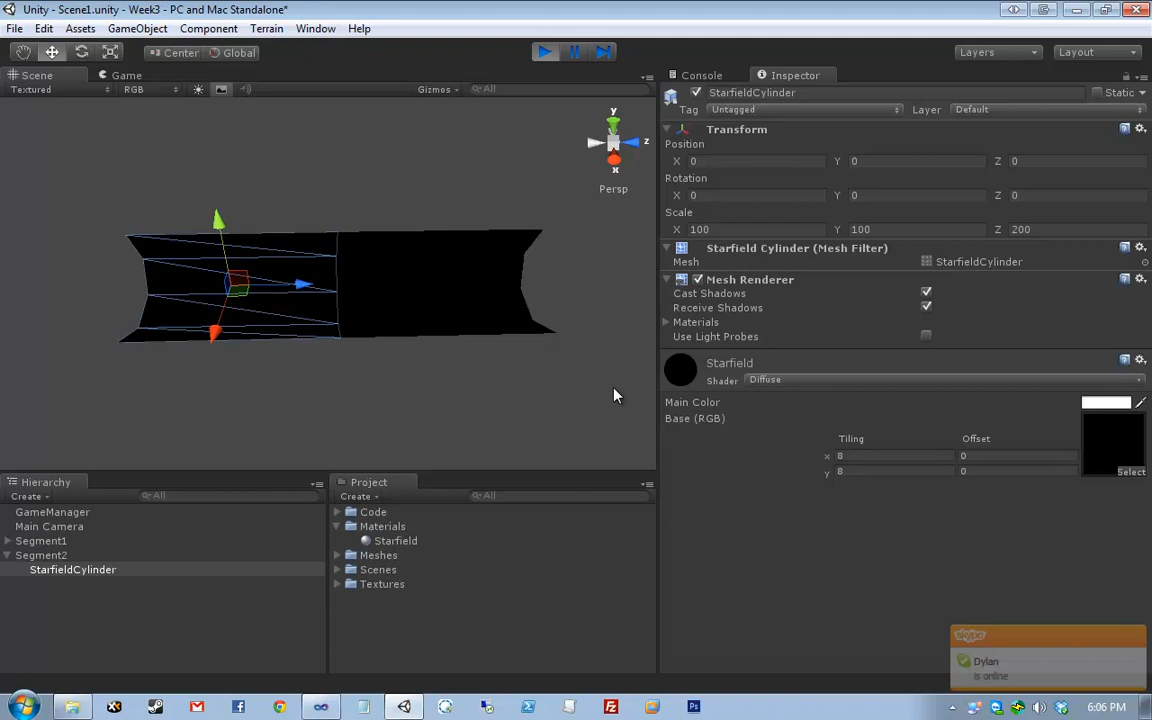 Unity - Scene1.unity - Week3 - PC and Mac Standalone*
File Edit Assets GameObject Component Terrain Window Help
Center Global Layers Layout
Scene Game Console Inspector
Textured RGB Gizmos All
StarfieldCylinder Static
Tag Untagged Layer Default
Transform
Position
X 0 Y 0 Z 0
Rotation
X 0 Y 0 Z 0
Scale
X 100 Y 100 Z 200
Starfield Cylinder (Mesh Filter)
Mesh StarfieldCylinder
Mesh Renderer
Cast Shadows
Receive Shadows
Materials
Use Light Probes
Starfield
Shader Diffuse
Main Color
Base (RGB)
Tiling Offset
x 8 0
y 8 0
Select
y
z
x
Persp
Hierarchy
Create All
GameManager
Main Camera
Segment1
Segment2
StarfieldCylinder
Project
Create All
Code
Materials
Starfield
Meshes
Scenes
Textures
skype
Dylan
is online
Ps
6:06 PM